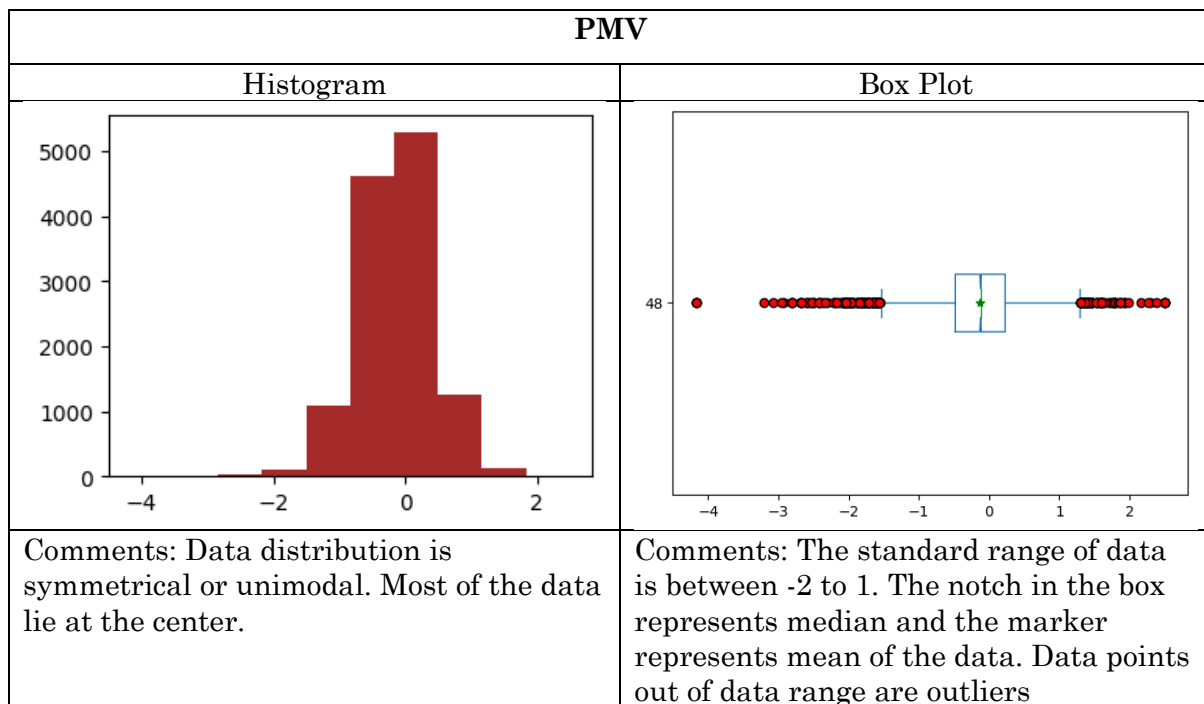 PMV
Histogram
Box Plot
5000
4000
3000
2000
1000
0
−4
−2
0
2
48
−4
−3
−2
−1
0
1
2
Comments: Data distribution is
symmetrical or unimodal. Most of the data
lie at the center.
Comments: The standard range of data
is between -2 to 1. The notch in the box
represents median and the marker
represents mean of the data. Data points
out of data range are outliers